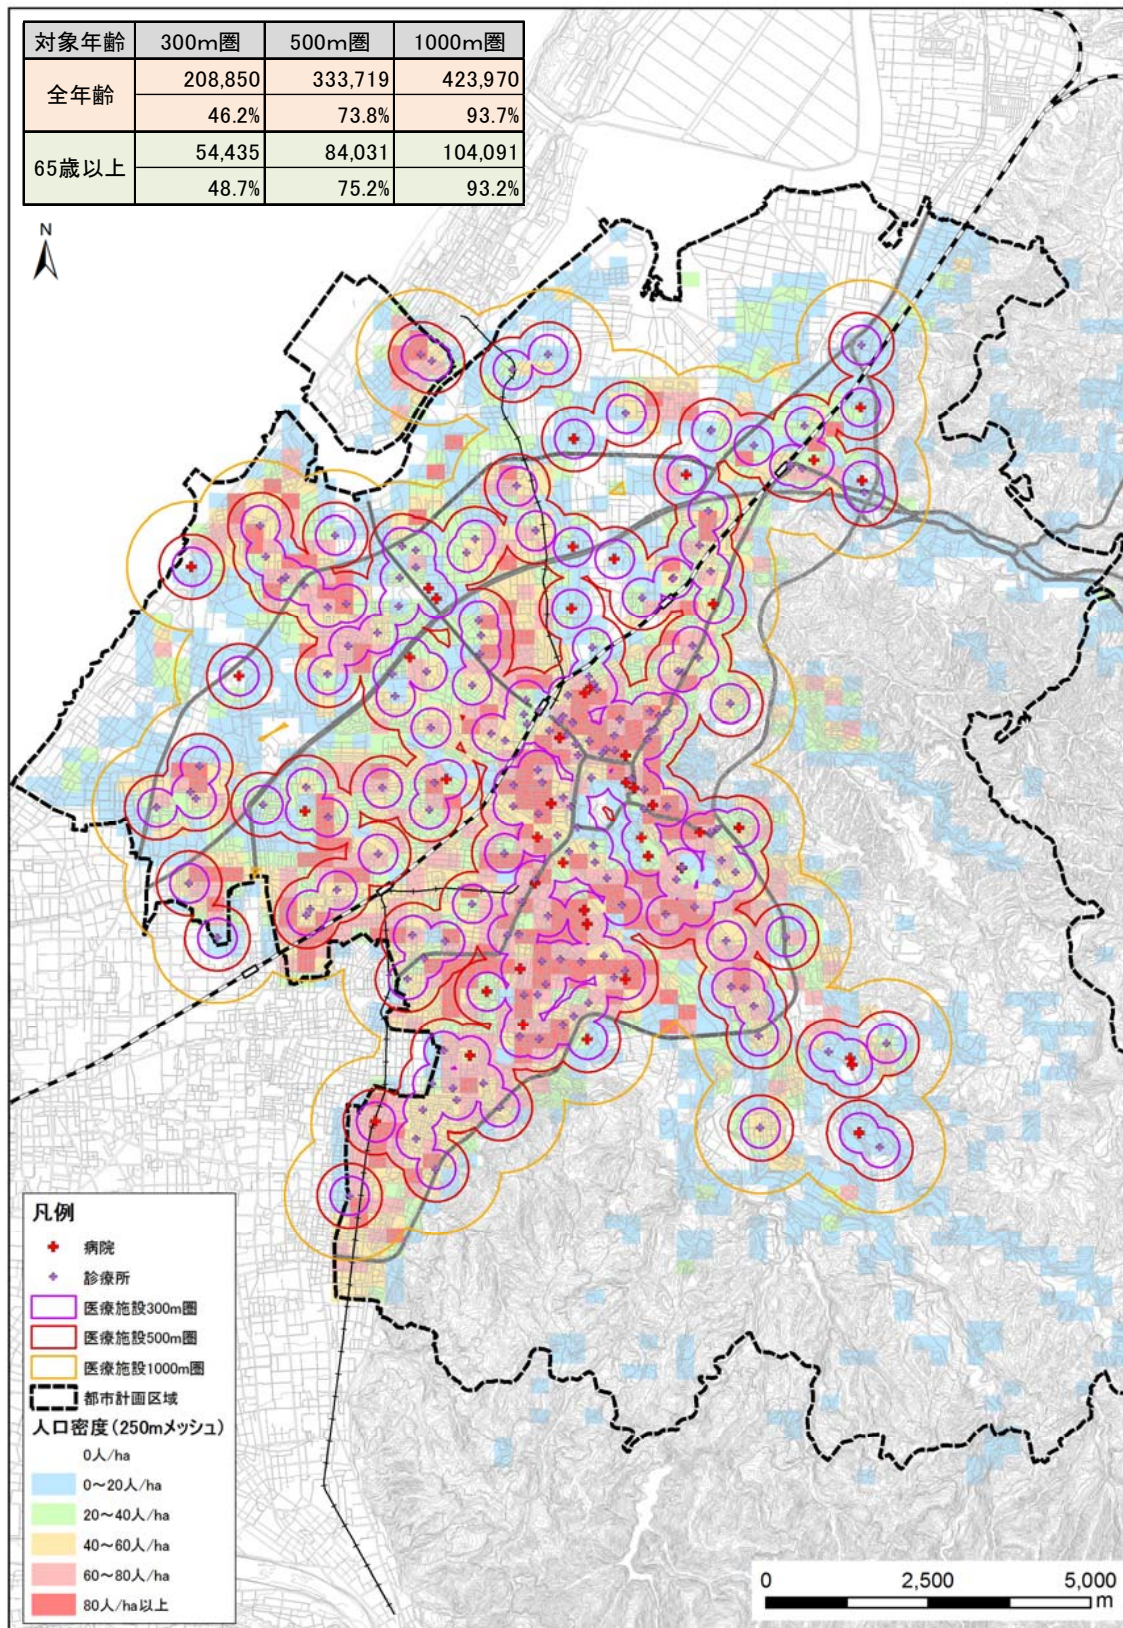 対象年齢 300m圏 500m圏 1000m圏
全年齢 208,850 333,719 423,970
46.2% 73.8% 93.7%
65歳以上 54,435 84,031 104,091
48.7% 75.2% 93.2%
N
凡例
病院
診療所
医療施設300m圏
医療施設500m圏
医療施設1000m圏
都市計画区域
人口密度(250mメッシュ)
0人/ha
0～20人/ha
20～40人/ha
40～60人/ha
60～80人/ha
80人/ha以上
0 2,500 5,000
m